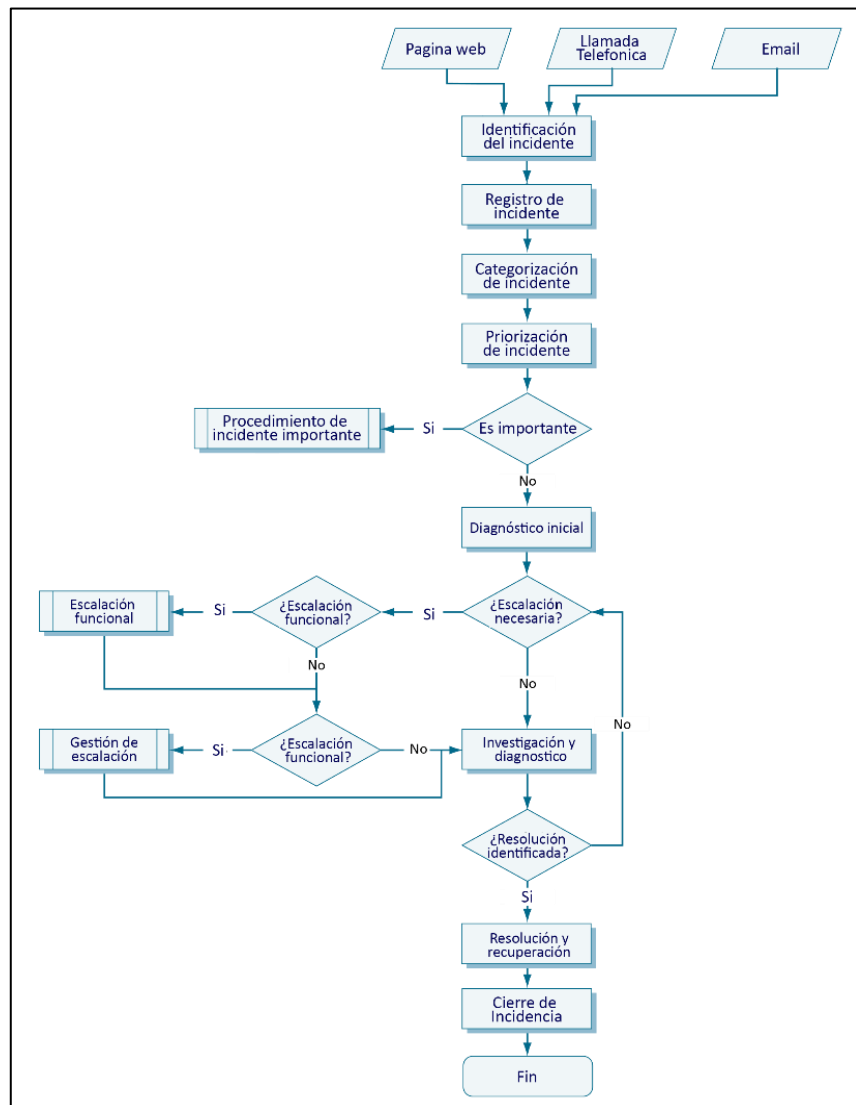 Pagina web
Llamada
Telefonica
Email
Identificación
del incidente
Registro de
incidente
Categorización
de incidente
Priorización
de incidente
Procedimiento de
incidente importante
Si
Es importante
No
Diagnóstico inicial
Escalación
funcional
Si
¿Escalación
funcional?
Si
¿Escalación
necesaria?
No
No
No
Gestión de
escalación
Si
¿Escalación
funcional?
No
Investigación y
diagnostico
¿Resolución
identificada?
Si
Resolución y
recuperación
Cierre de
Incidencia
Fin